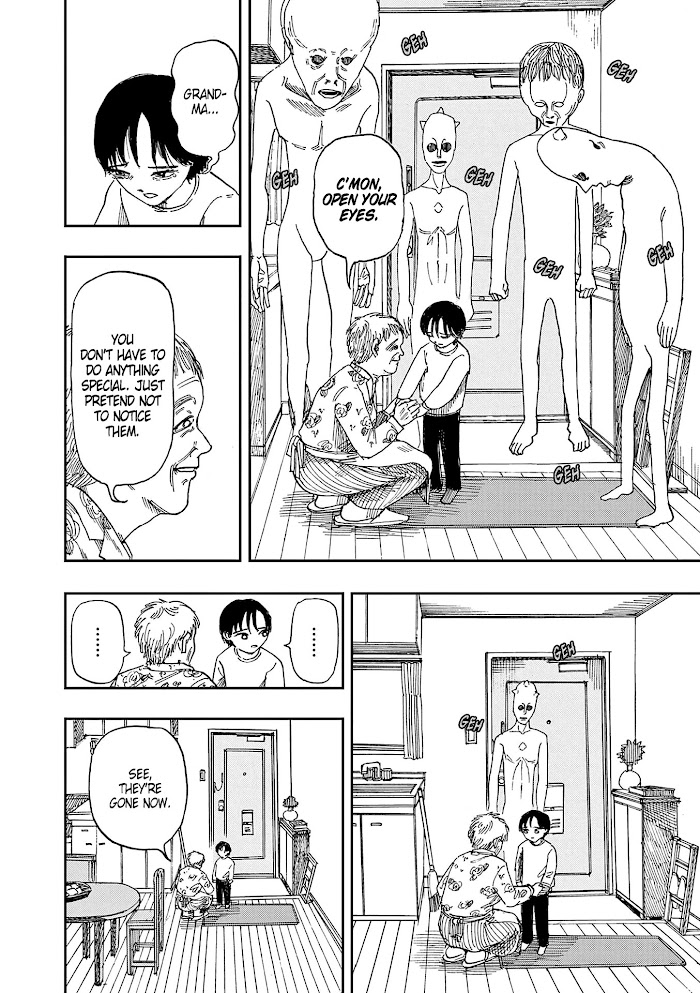 GEH
GEH
GEH
GEH
C'MON,
OPEN YOUR
EYES.
GEH
GEH
GEH
GRAND-
MA...
YOU
DON'T HAVE TO
DO ANYTHING
SPECIAL. JUST
PRETEND NOT
TO NOTICE
THEM.
GEH
GEH
.....
.....
SEE,
THEY'RE
GONE NOW.